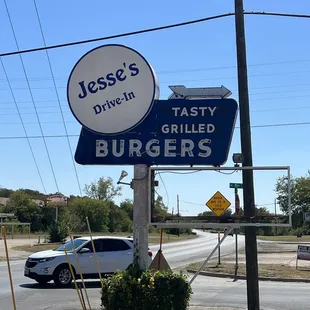 Jesse's
Drive-In
TASTY
GRILLED
BURGERS